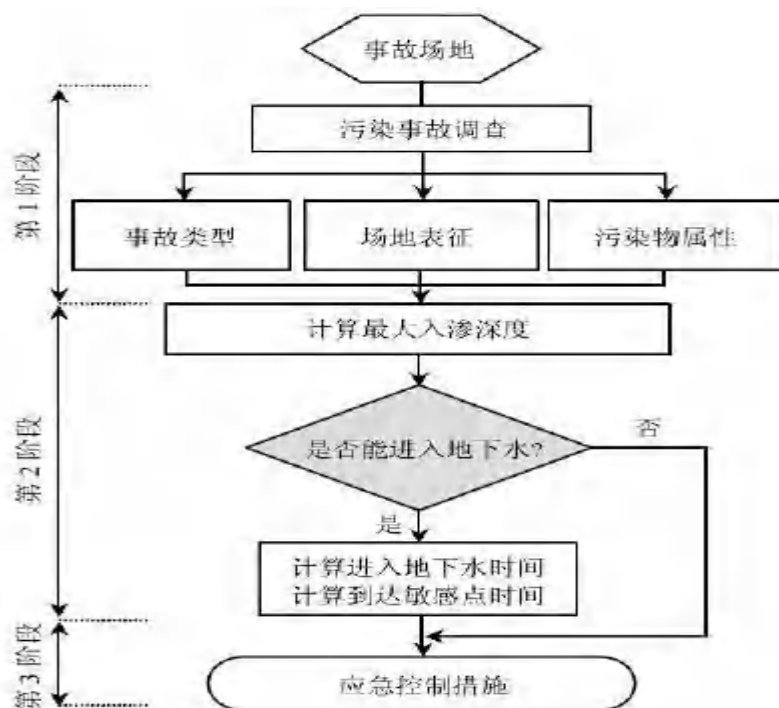 事故场地
污染事故调查
第1阶段
事故类型
场地表征
污染物属性
计算最大入渗深度
第2阶段
是否能进入地下水?
否
是
计算进入地下水时间
计算到达敏感点时间
第3阶段
应急控制措施